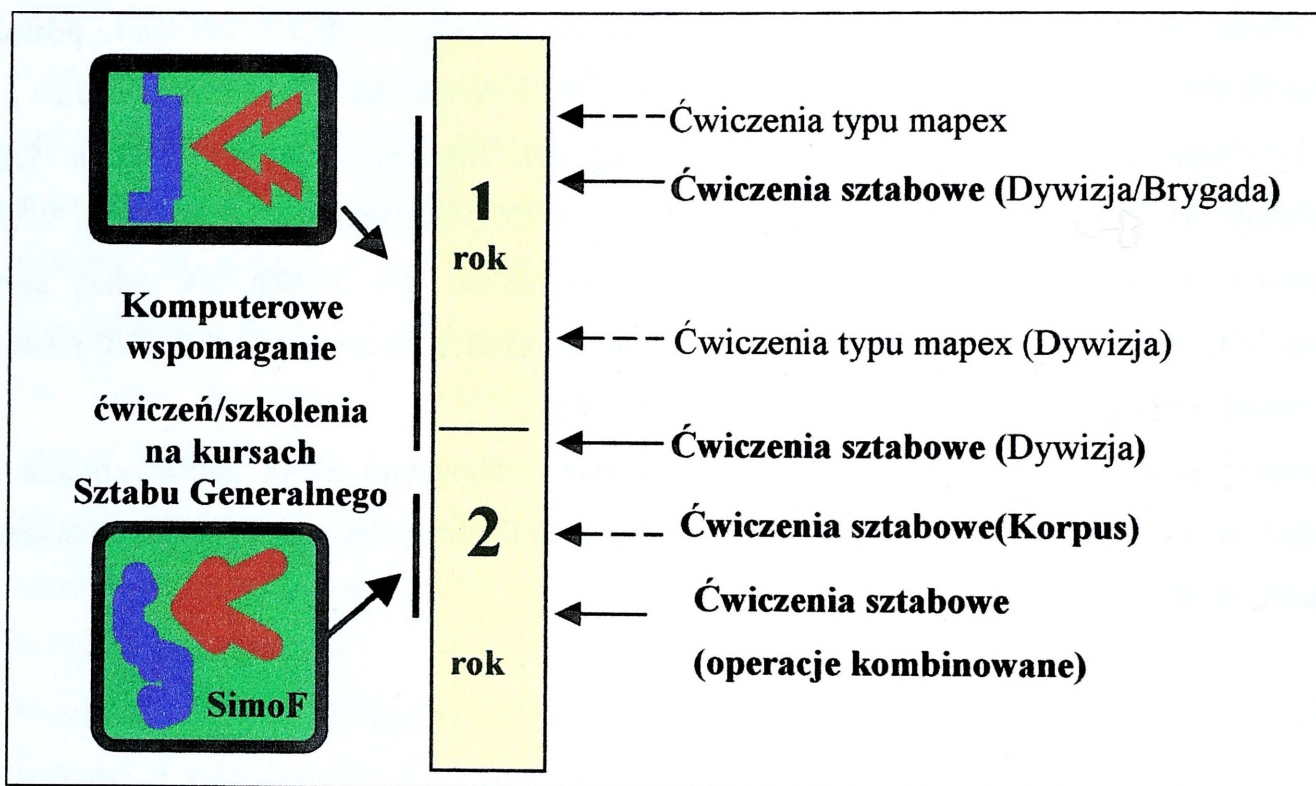 Komputerowe
wspomaganie
ćwiczeń/szkolenia
na kursach
Sztabu Generalnego
SimoF
1
rok
2
rok
Ćwiczenia typu mapex
Ćwiczenia sztabowe (Dywizja/Brygada)
Ćwiczenia typu mapex (Dywizja)
Ćwiczenia sztabowe (Dywizja)
Ćwiczenia sztabowe(Korpus)
Ćwiczenia sztabowe
(operacje kombinowane)